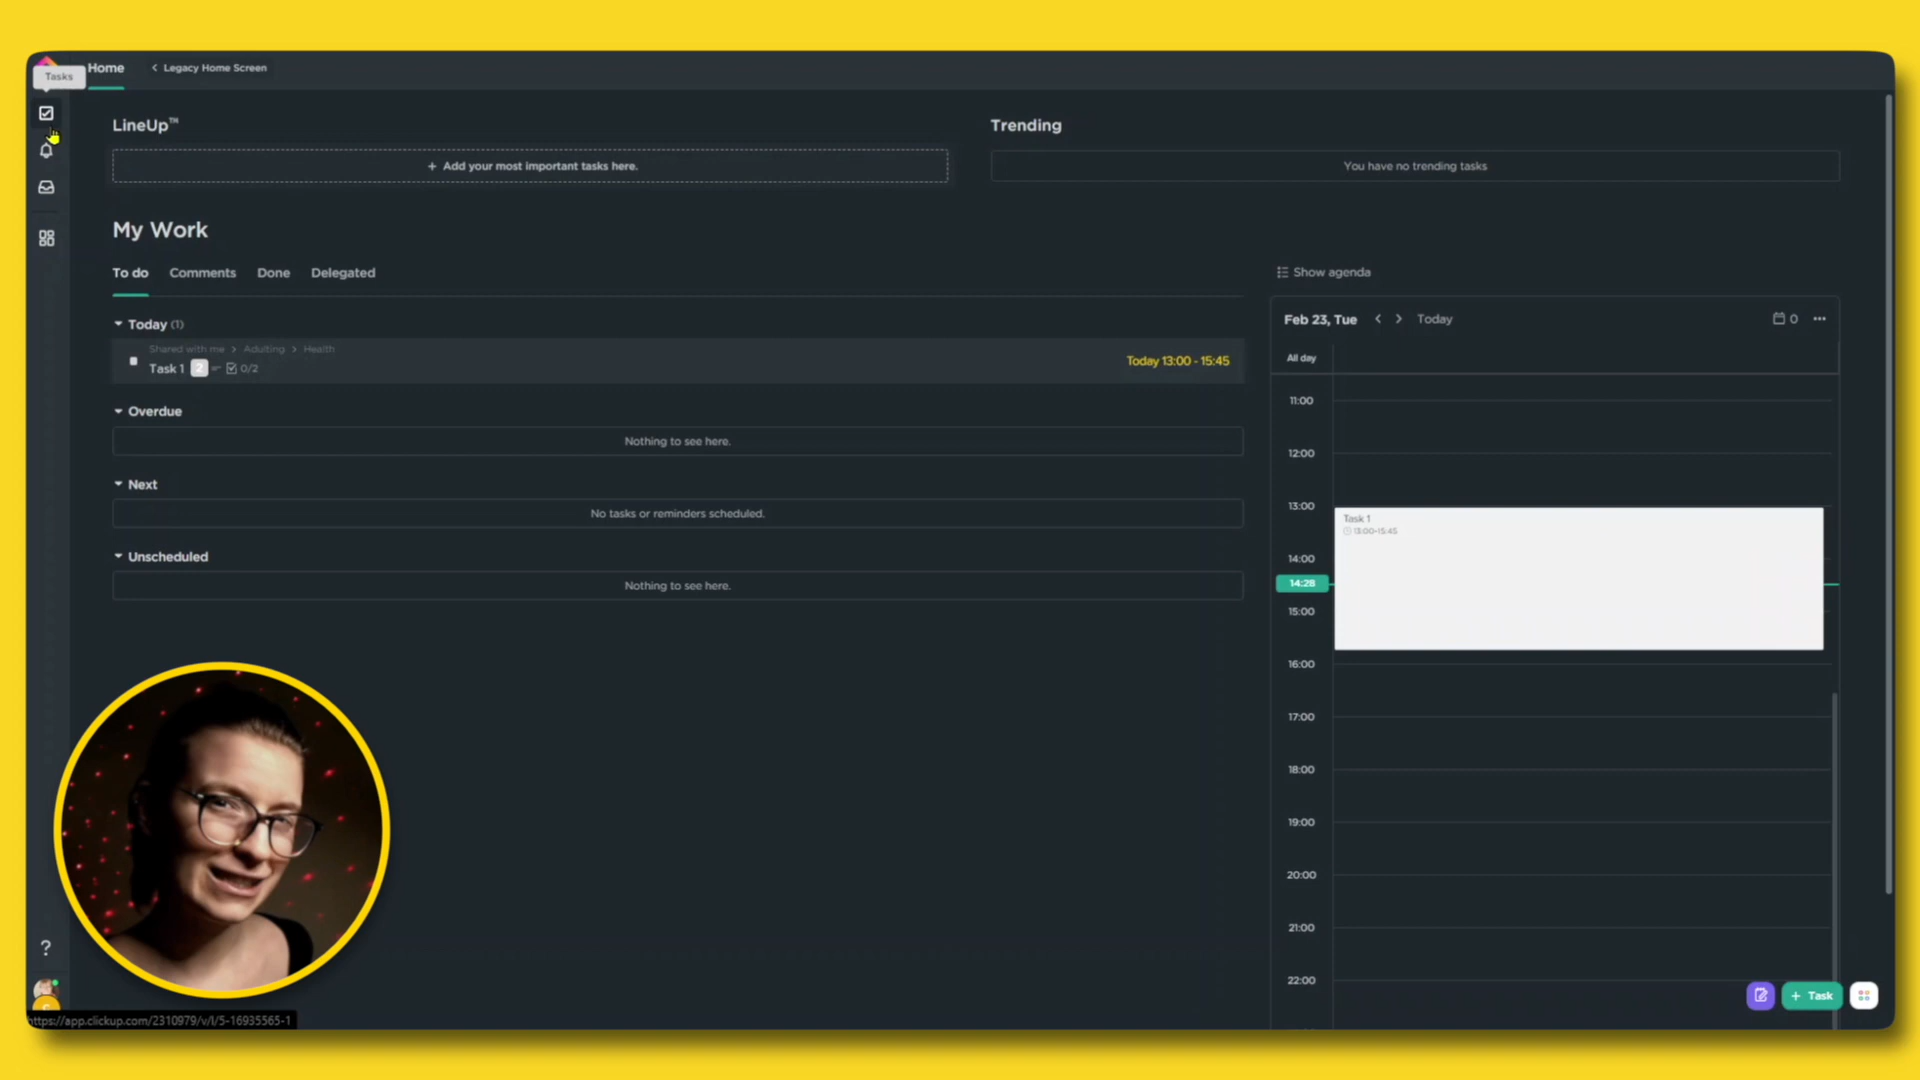 Home
Legacy Home Screen
Tasks
LineUp™
+ Add your most important tasks here.
Trending
You have no trending tasks
My Work
To do
Comments
Done
Delegated
Show agenda
Today (1)
Shared with me > Adulting > Health
Task 1 2 0/2
Today 13:00 - 15:45
Overdue
Nothing to see here.
Next
No tasks or reminders scheduled.
Unscheduled
Nothing to see here.
Feb 23, Tue < > Today
0 ...
All day
11:00
12:00
13:00
Task 1
13:00-15:45
14:00
14:28
15:00
16:00
17:00
18:00
19:00
20:00
21:00
22:00
?
+ Task
https://app.clickup.com/2310979/v/l/5-16935565-1